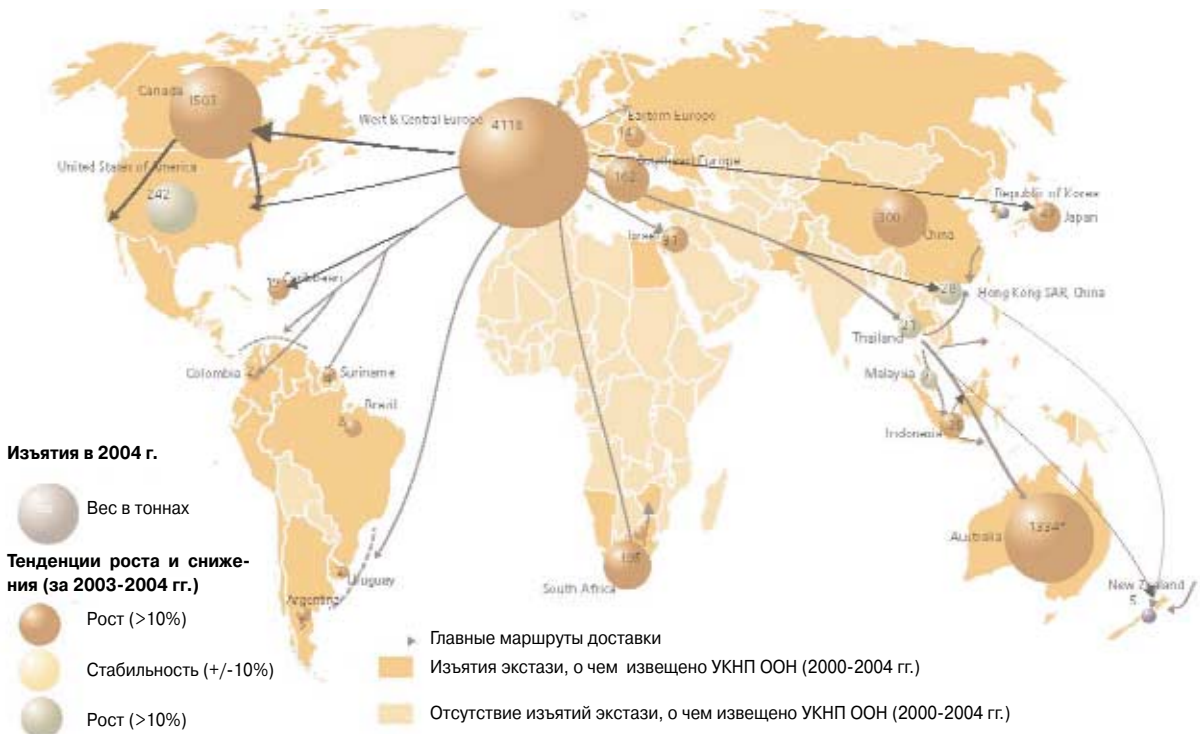 Canada
1503
West & Central Europe
4118
Eastern Europe
14
Southeast Europe
162
United States of America
242
Republic of Korea
47
Japan
300
China
Israel
Caribbean
28
Hong Kong SAR, China
21
Thailand
Colombia
Suriname
Malaysia
Brazil
Indonesia
Изъятия в 2004 г.
Вес в тоннах
1334*
Australia
Тенденции роста и сниже-
ния (за 2003-2004 гг.)
Uruguay
South Africa
New Zealand
5
Argentina
Рост (>10%)
Главные маршруты доставки
Стабильность (+/-10%)
Изъятия экстази, о чем извещено УКНП ООН (2000-2004 гг.)
Рост (>10%)
Отсутствие изъятий экстази, о чем извещено УКНП ООН (2000-2004 гг.)